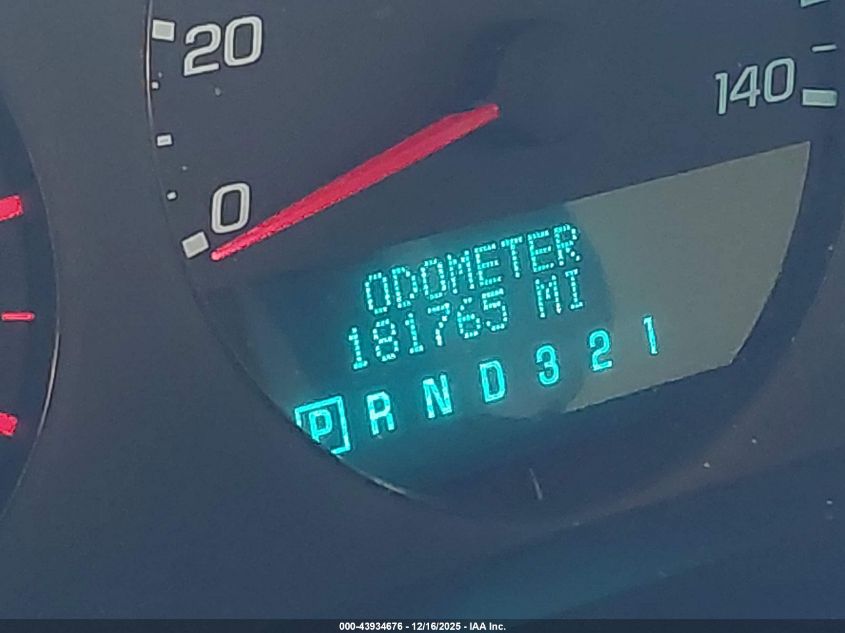 20
140
0
ODOMETER
181765 MI
P R N D 3 2 1
000-43934676 - 12/16/2025 - IAA Inc.